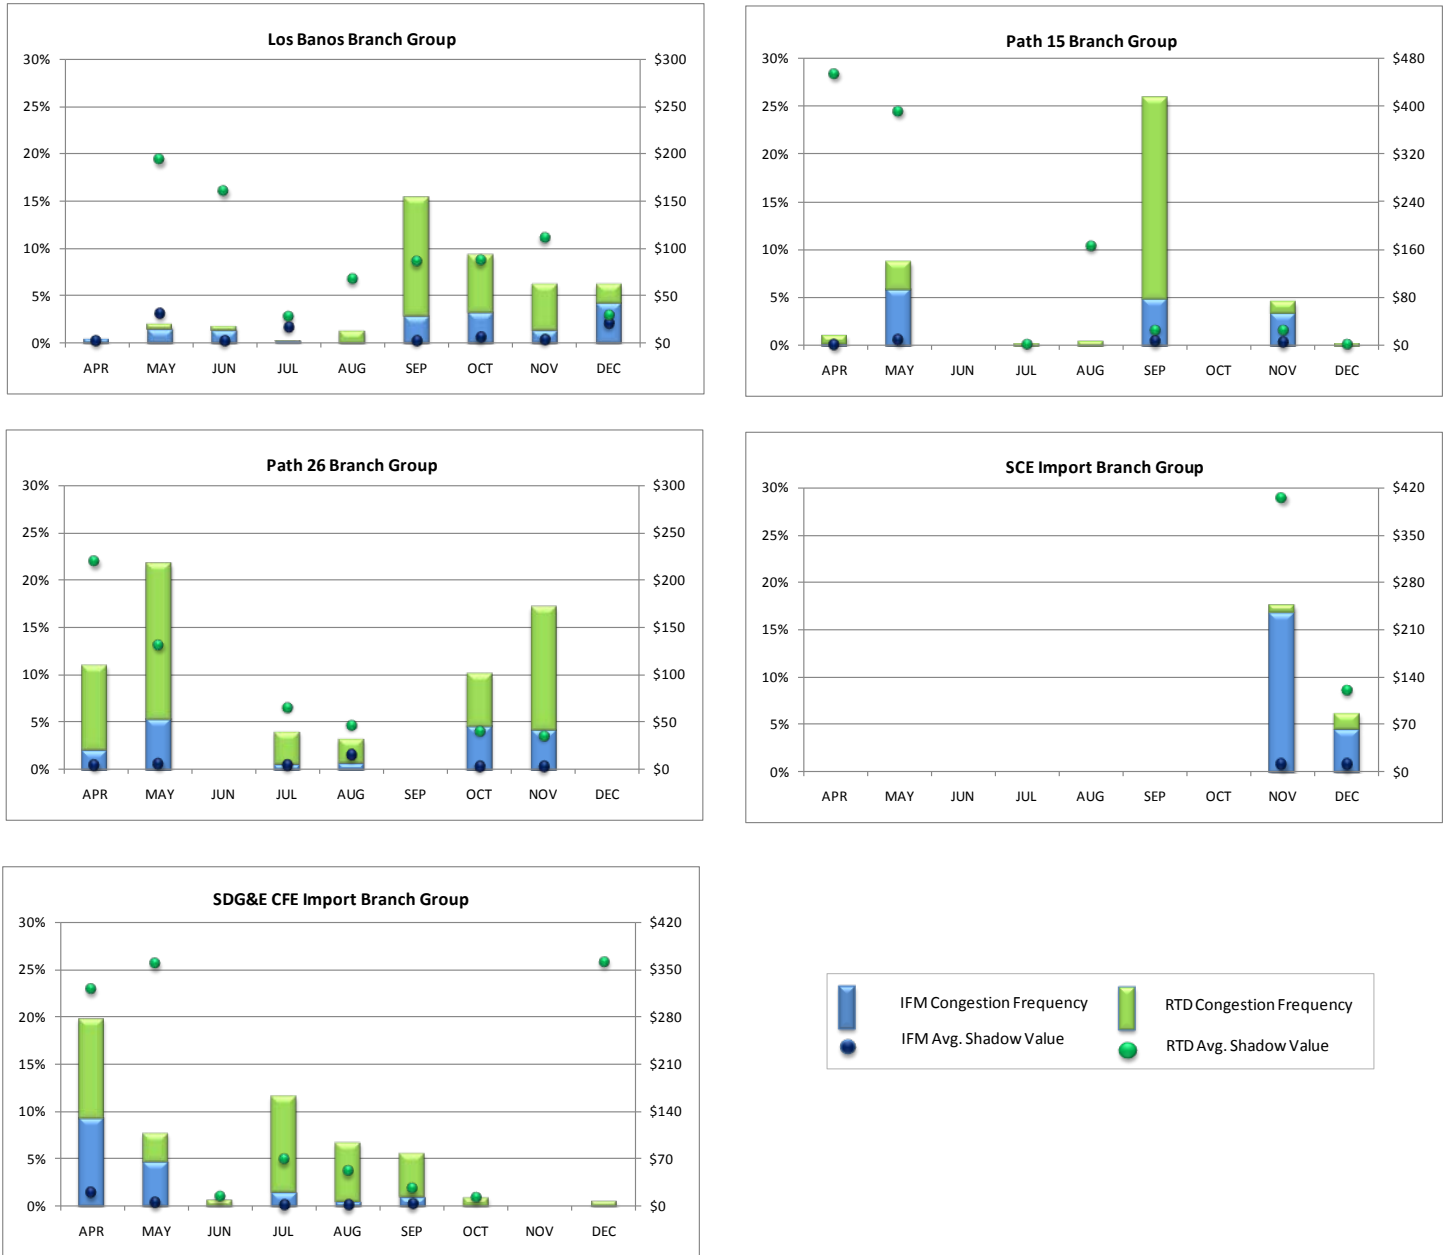 Los Banos Branch Group
30% $300
25% $250
20% $200
15% $150
10% $100
5% $50
0% $0
APR MAY JUN JUL AUG SEP OCT NOV DEC
Path 15 Branch Group
30% $480
25% $400
20% $320
15% $240
10% $160
5% $80
0% $0
APR MAY JUN JUL AUG SEP OCT NOV DEC
Path 26 Branch Group
30% $300
25% $250
20% $200
15% $150
10% $100
5% $50
0% $0
APR MAY JUN JUL AUG SEP OCT NOV DEC
SCE Import Branch Group
30% $420
25% $350
20% $280
15% $210
10% $140
5% $70
0% $0
APR MAY JUN JUL AUG SEP OCT NOV DEC
SDG&E CFE Import Branch Group
30% $420
25% $350
20% $280
15% $210
10% $140
5% $70
0% $0
APR MAY JUN JUL AUG SEP OCT NOV DEC
IFM Congestion Frequency RTD Congestion Frequency
IFM Avg. Shadow Value RTD Avg. Shadow Value